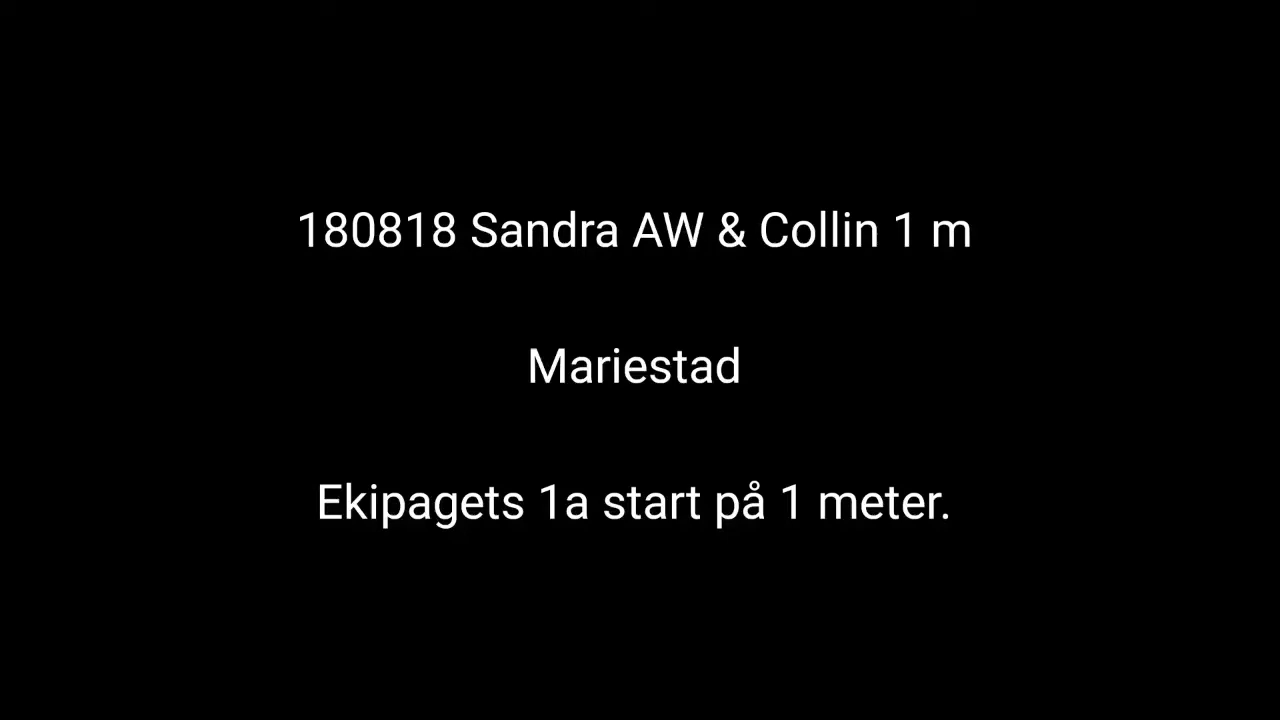 180818 Sandra AW & Collin 1 m
Mariestad
Ekipagets 1a start på 1 meter.